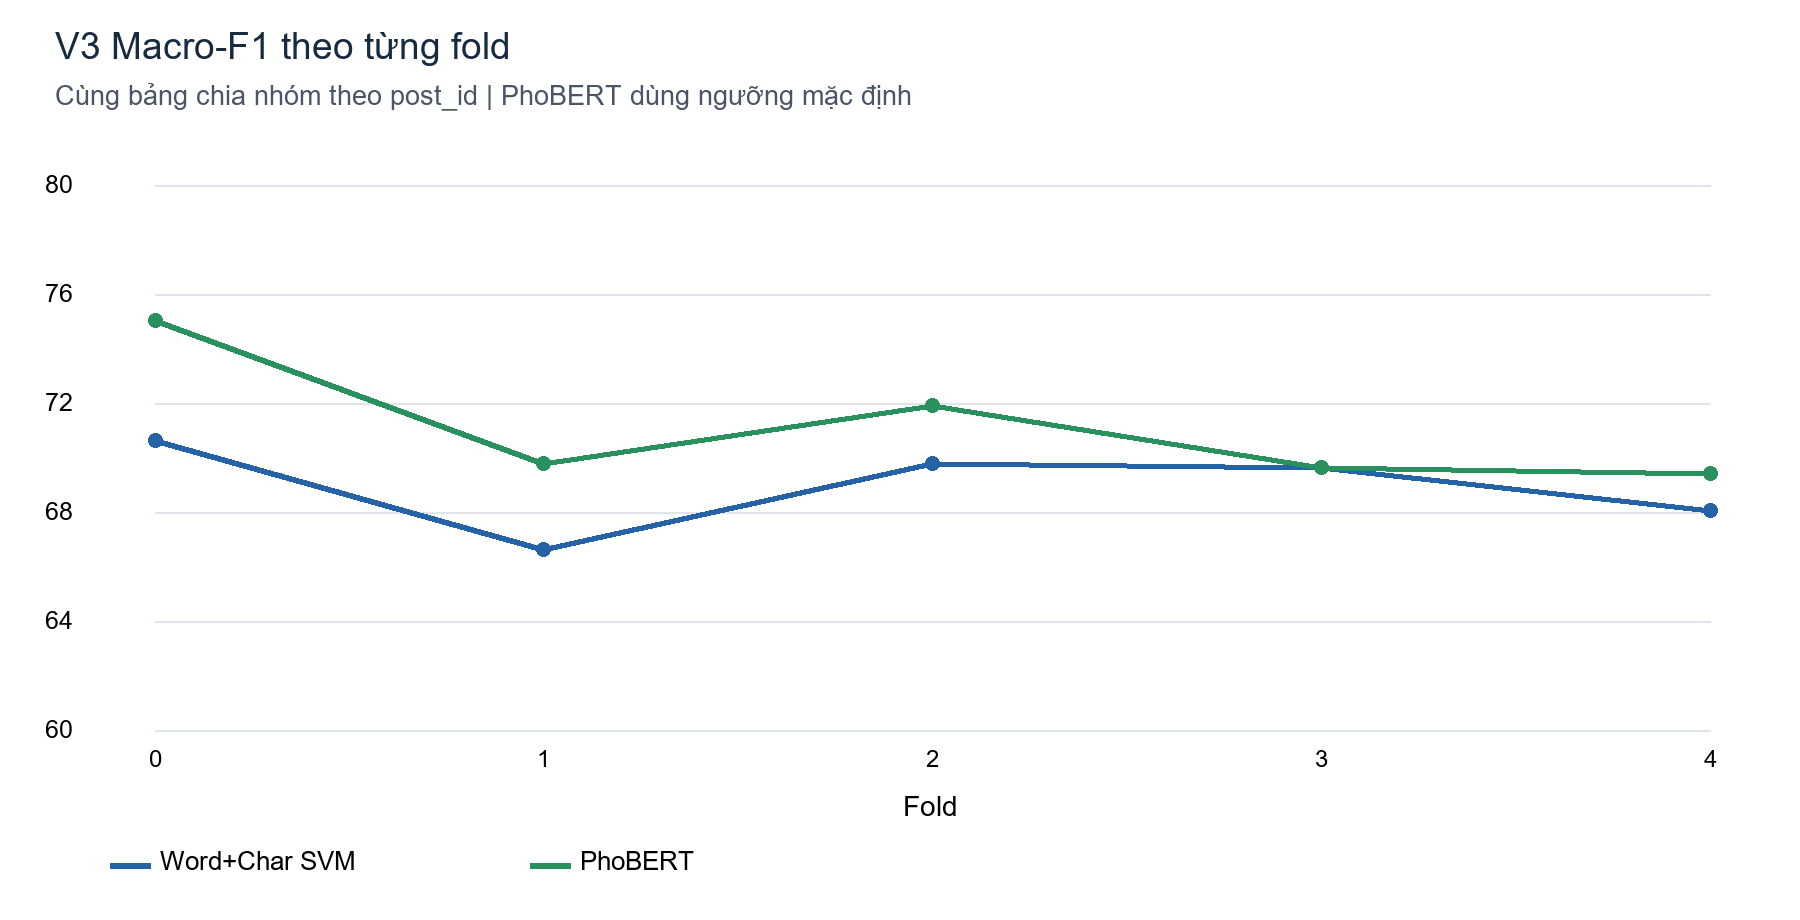 V3 Macro-F1 theo từng fold
Cùng bảng chia nhóm theo post_id | PhoBERT dùng ngưỡng mặc định
80
76
72
68
64
60
0 1 2 3 4
Fold
Word+Char SVM PhoBERT